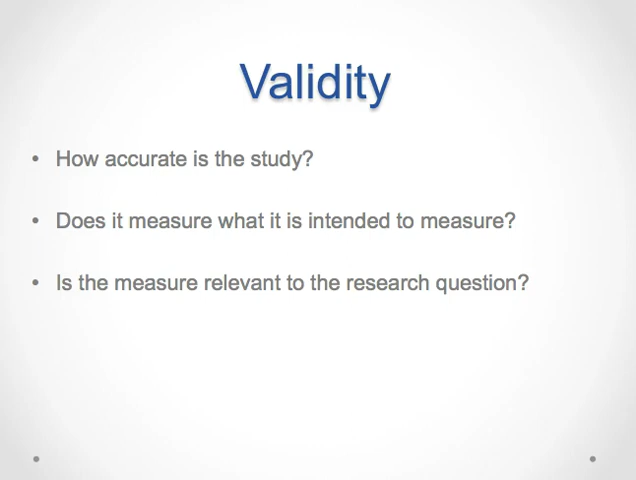 Validity
• How accurate is the study?
• Does it measure what it is intended to measure?
• Is the measure relevant to the research question?